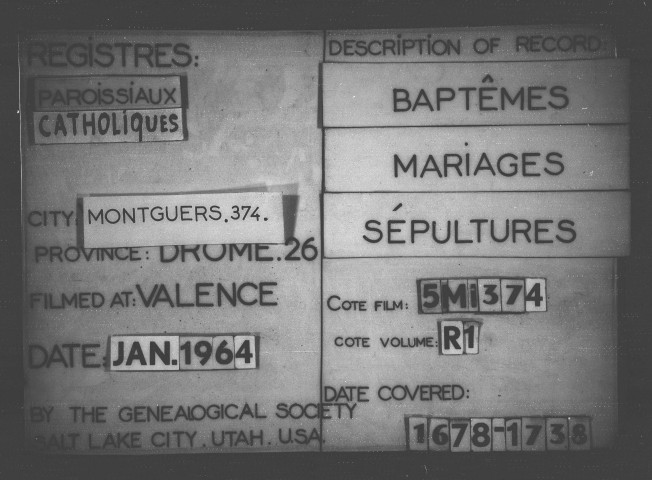 REGISTRES:
PAROISSIAUX
CATHOLIQUES
CITY: MONTGUERS.374.
PROVINCE: DROME.26
FILMED AT: VALENCE
DATE: JAN.1964
BY THE GENEALOGICAL SOCIETY
SALT LAKE CITY. UTAH. U.S.A.
DESCRIPTION OF RECORD:
BAPTÊMES
MARIAGES
SÉPULTURES
COTE FILM: 5Mi374
COTE VOLUME: R1
DATE COVERED:
1678-1738